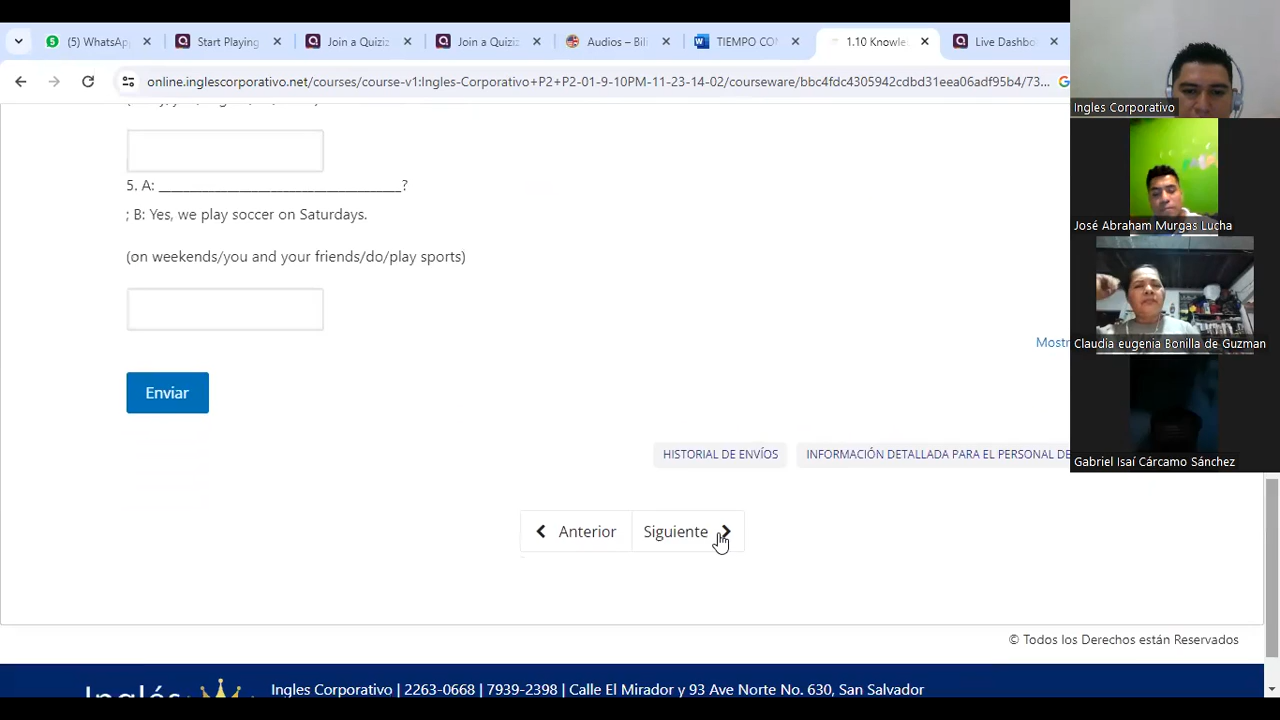 (5) WhatsAp
Start Playing
Join a Quiziz
Join a Quiziz
Audios – Bili
TIEMPO CO
1.10 Knowle
Live Dashbo
online.inglescorporativo.net/courses/course-v1:Ingles-Corporativo+P2+P2-01-9-10PM-11-23-14-02/courseware/bbc4fdc4305942cdbd31eea06adf95b4/73...
Ingles Corporativo
5. A: ___________________________________?
; B: Yes, we play soccer on Saturdays.
José Abraham Murgas Lucha
(on weekends/you and your friends/do/play sports)
Mostr
Claudia eugenia Bonilla de Guzman
Enviar
HISTORIAL DE ENVÍOS
INFORMACIÓN DETALLADA PARA EL PERSONAL DE
Gabriel Isaí Cárcamo Sánchez
Anterior
Siguiente
© Todos los Derechos están Reservados
Inglés
Ingles Corporativo | 2263-0668 | 7939-2398 | Calle El Mirador y 93 Ave Norte No. 630, San Salvador